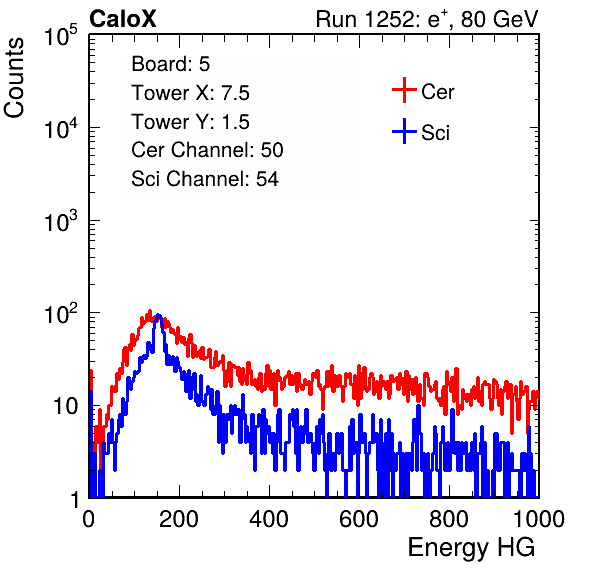 CaloX Run 1252: e⁺, 80 GeV
Board: 5
Tower X: 7.5
Tower Y: 1.5
Cer Channel: 50
Sci Channel: 54
Cer
Sci
Counts
10⁵
10⁴
10³
10²
10
1
0 200 400 600 800 1000
Energy HG